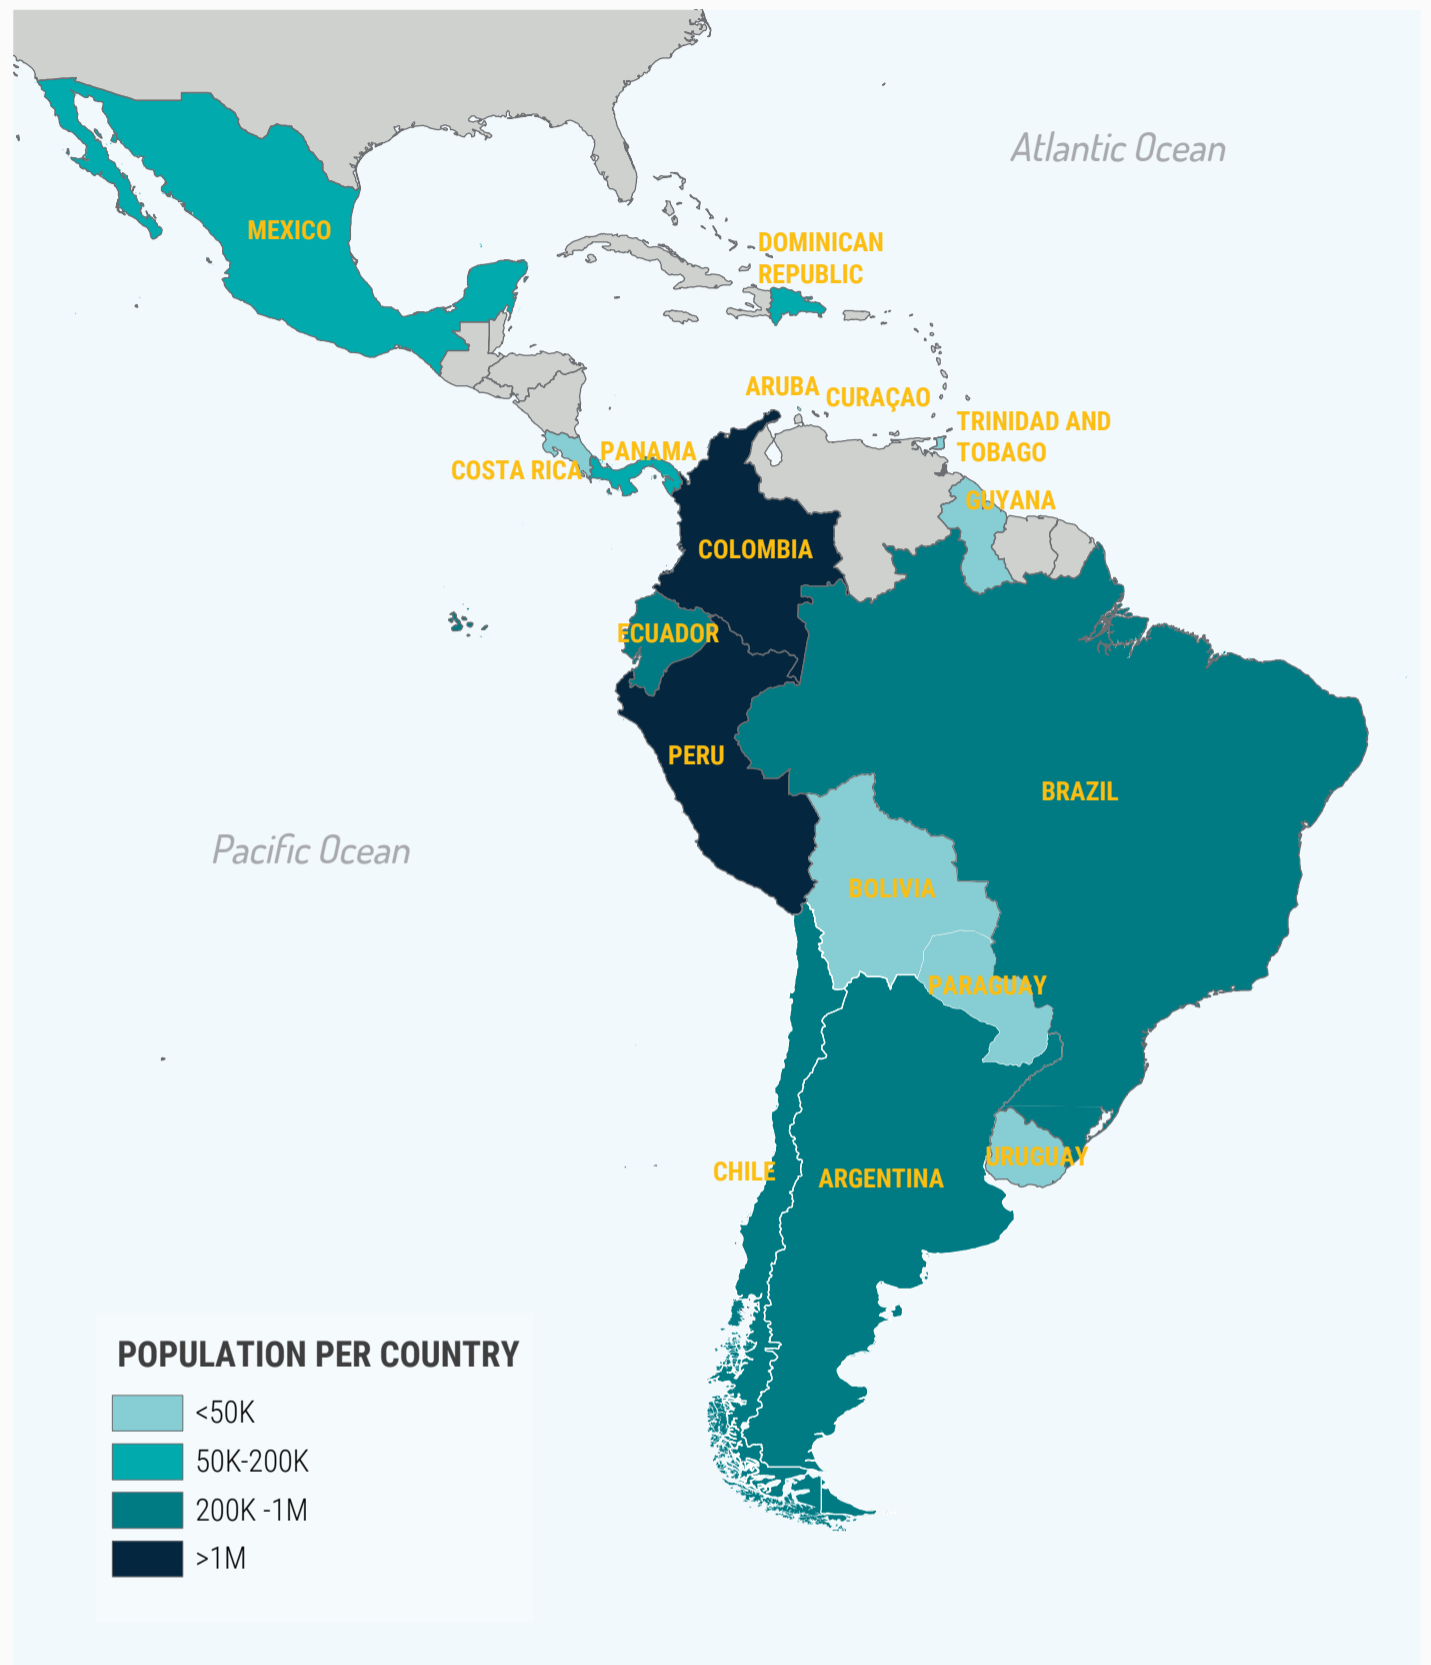 Atlantic Ocean
MEXICO
DOMINICAN
REPUBLIC
ARUBA
CURAÇAO
TRINIDAD AND
TOBAGO
PANAMA
COSTA RICA
GUYANA
COLOMBIA
ECUADOR
PERU
BRAZIL
Pacific Ocean
BOLIVIA
PARAGUAY
URUGUAY
CHILE
ARGENTINA
POPULATION PER COUNTRY
<50K
50K-200K
200K -1M
>1M